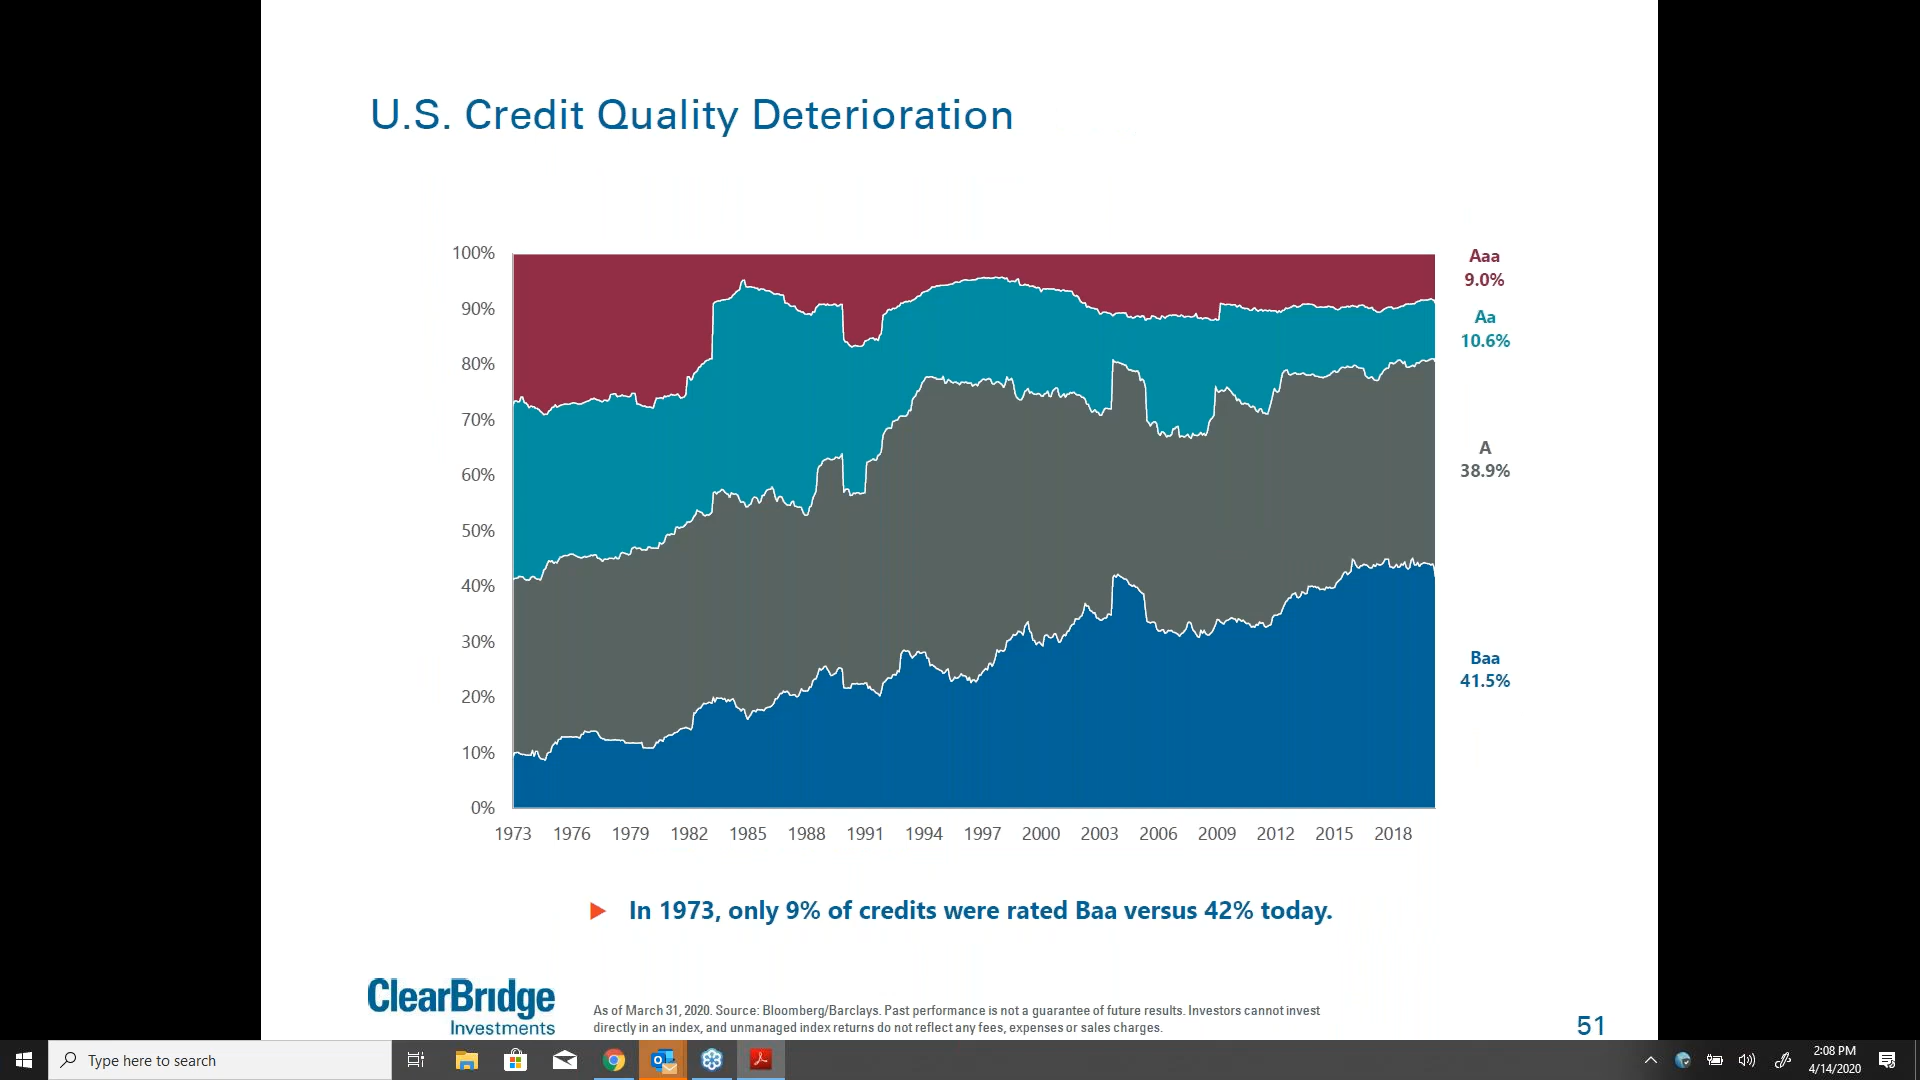 U.S. Credit Quality Deterioration
100%
90%
80%
70%
60%
50%
40%
30%
20%
10%
0%
1973 1976 1979 1982 1985 1988 1991 1994 1997 2000 2003 2006 2009 2012 2015 2018
Aaa
9.0%
Aa
10.6%
A
38.9%
Baa
41.5%
In 1973, only 9% of credits were rated Baa versus 42% today.
ClearBridge
Investments
As of March 31, 2020. Source: Bloomberg/Barclays. Past performance is not a guarantee of future results. Investors cannot invest
directly in an index, and unmanaged index returns do not reflect any fees, expenses or sales charges.
51
Type here to search
2:08 PM
4/14/2020